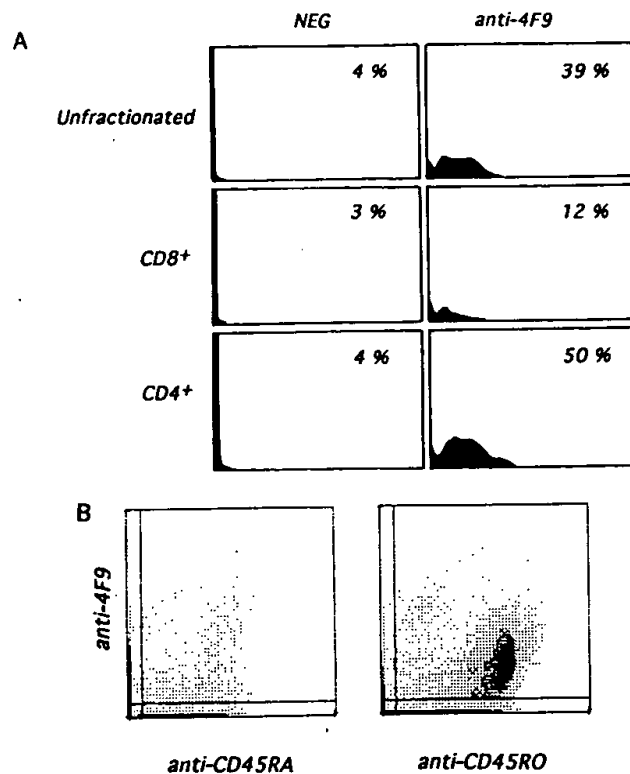 A
NEG anti-4F9
Unfractionated 4 % 39 %
CD8+ 3 % 12 %
CD4+ 4 % 50 %
B
anti-4F9
anti-CD45RA anti-CD45RO